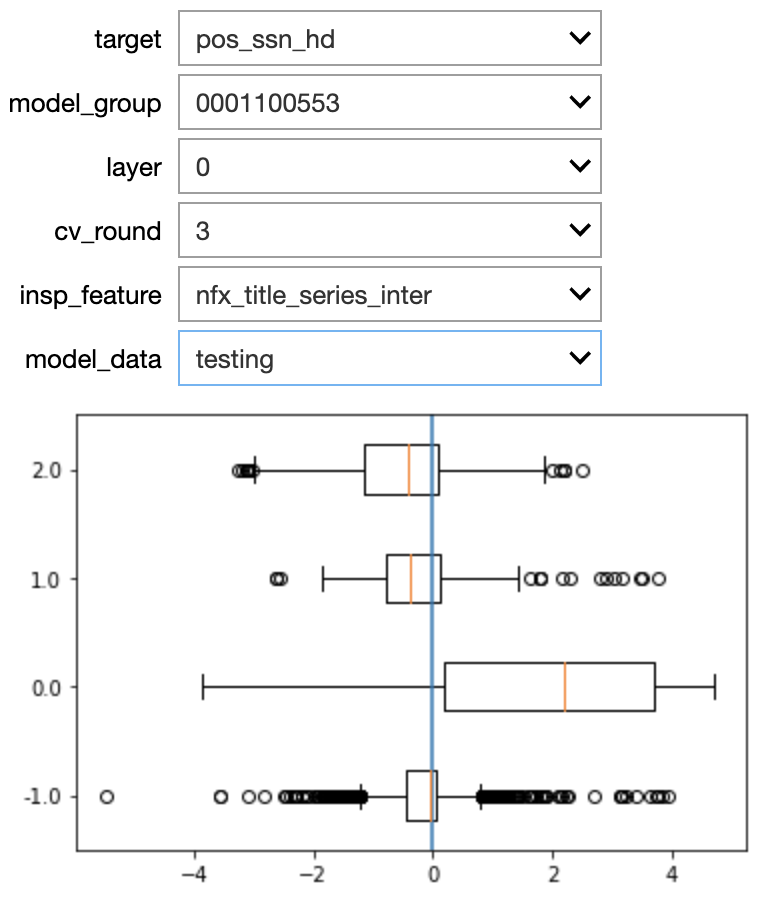 target pos_ssn_hd
model_group 0001100553
layer 0
cv_round 3
insp_feature nfx_title_series_inter
model_data testing
2.0
1.0
0.0
-1.0
−4 −2 0 2 4